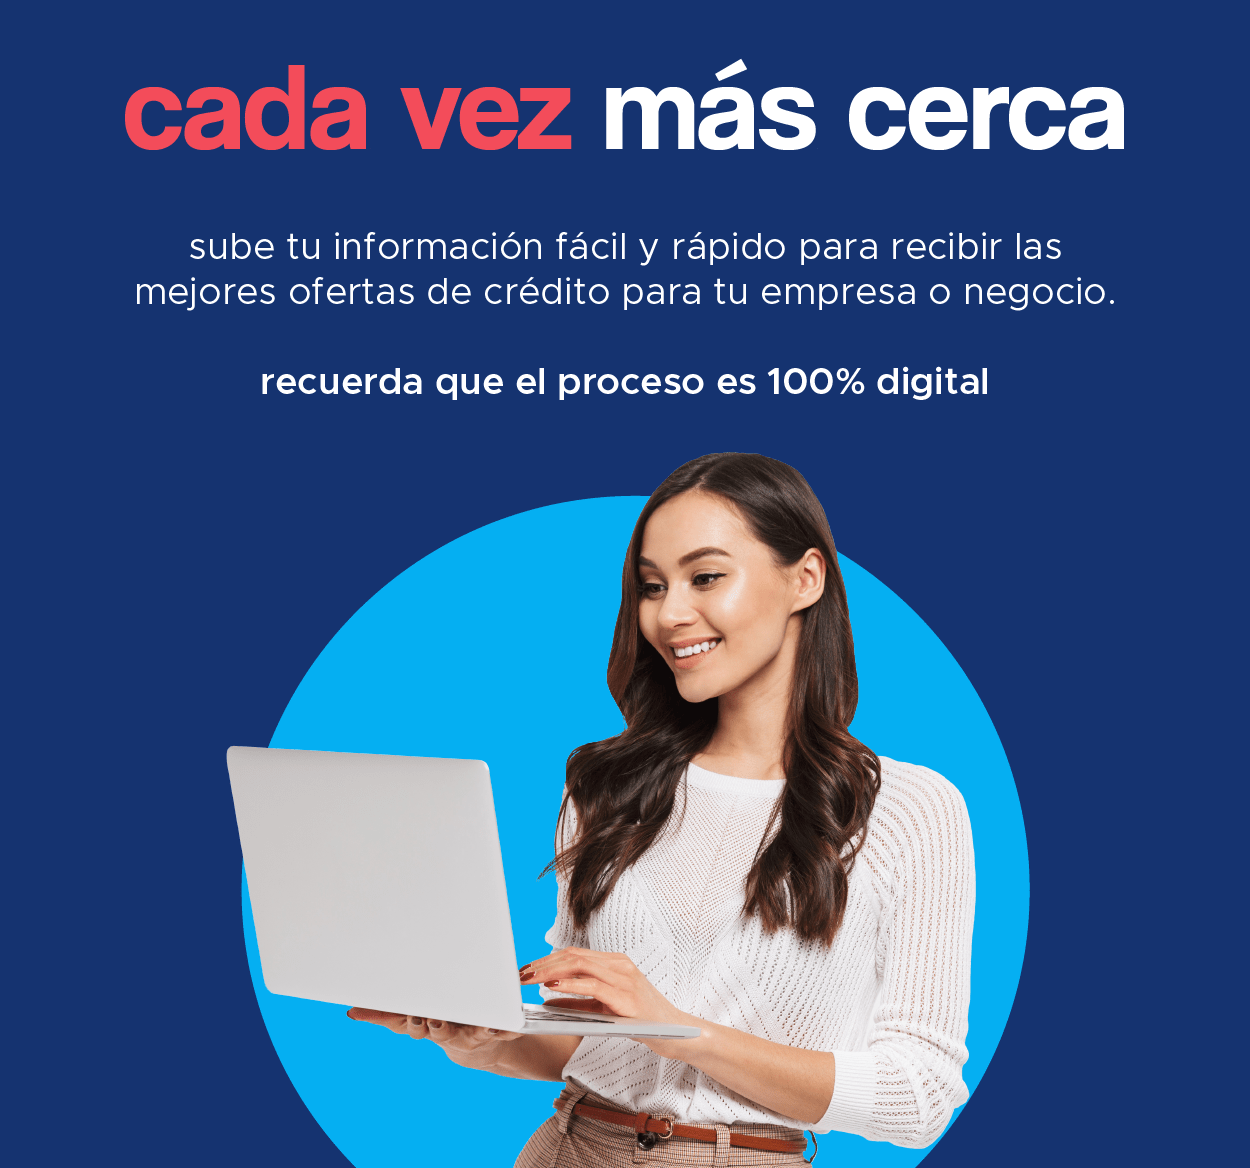 cada vez más cerca
sube tu información fácil y rápido para recibir las
mejores ofertas de crédito para tu empresa o negocio.
recuerda que el proceso es 100% digital